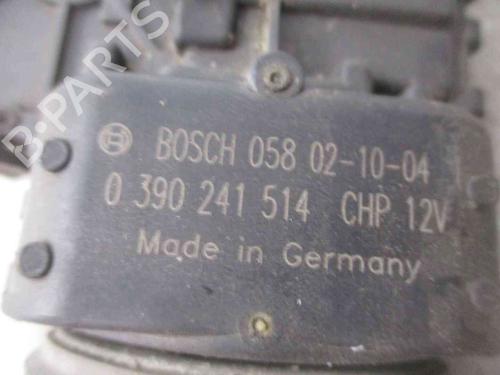 BOSCH 058 02-10-04
0 390 241 514 CHP 12V
Made in Germany
B-PARTS